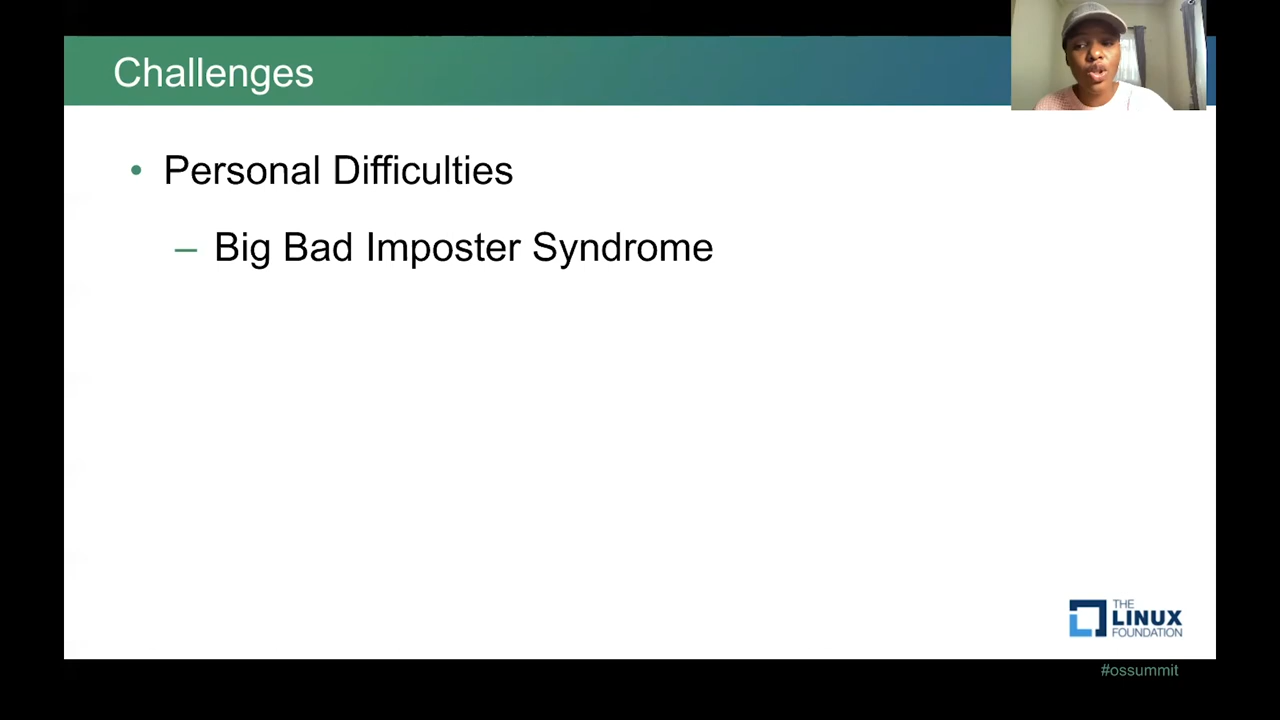 Challenges
• Personal Difficulties
– Big Bad Imposter Syndrome
THE
LINUX
FOUNDATION
#ossummit